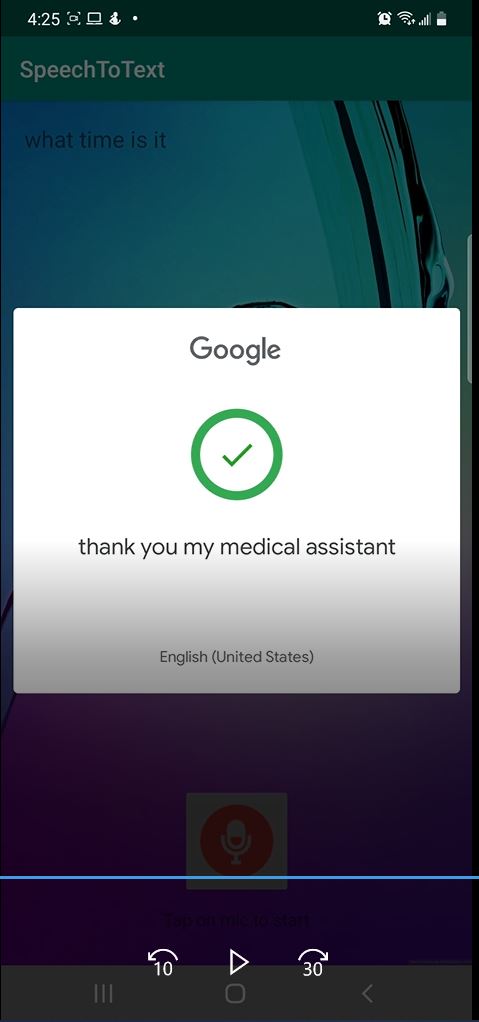 4:25
SpeechToText
what time is it
Google
thank you my medical assistant
English (United States)
Tap on mic to start
10
30